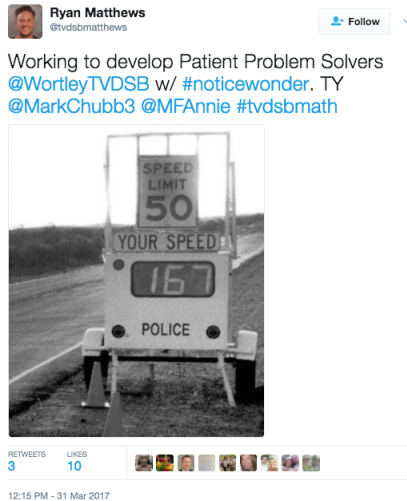 Ryan Matthews
@tvdsbmatthews
Follow
Working to develop Patient Problem Solvers
@WortleyTVDSB w/ #noticewonder. TY
@MarkChubb3 @MFAnnie #tvdsbmath
SPEED
LIMIT
50
YOUR SPEED
167
POLICE
RETWEETS LIKES
3 10
12:15 PM - 31 Mar 2017